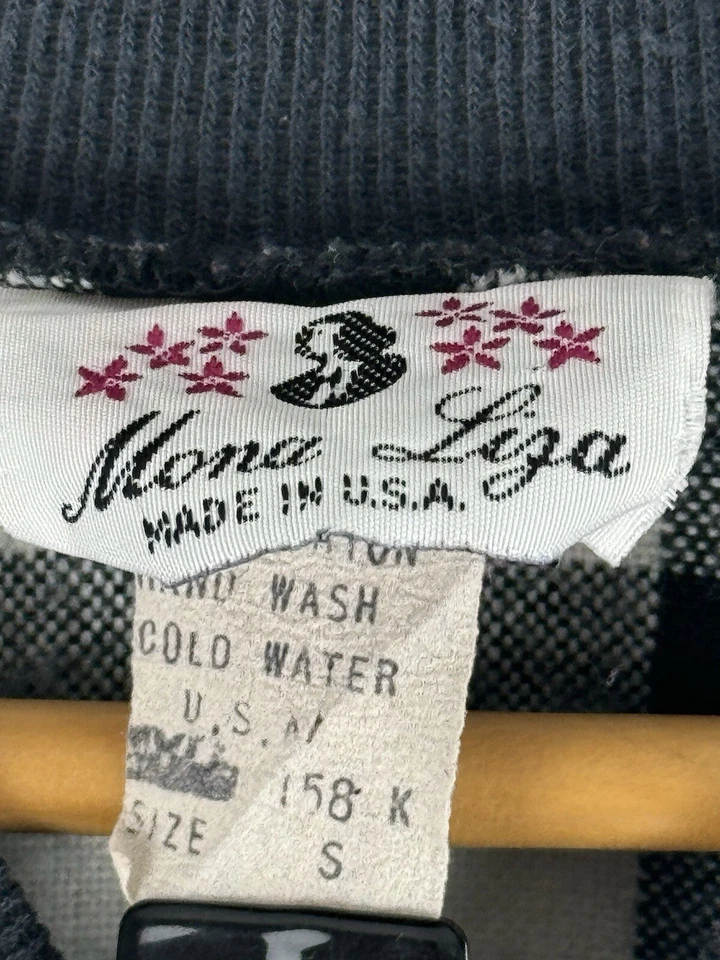 Mona Liza
MADE IN U.S.A.
HAND WASH
COLD WATER
U.S.A
158 K
SIZE S